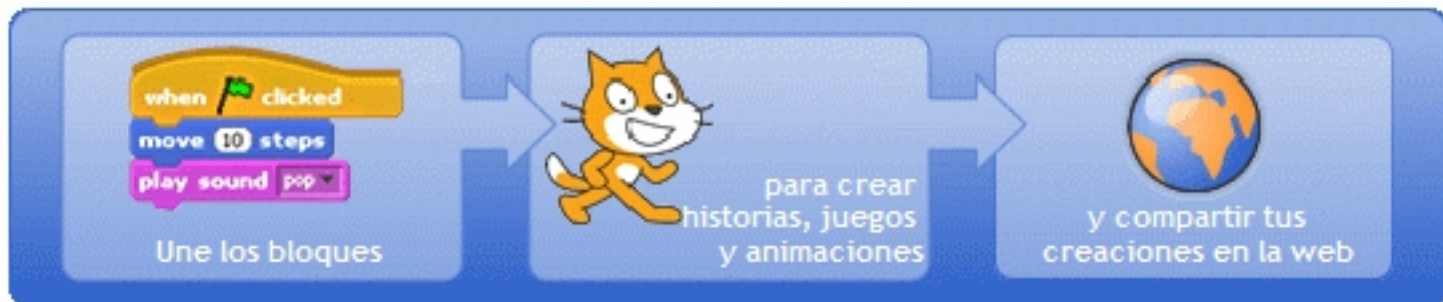 when clicked
move 10 steps
play sound pop
Une los bloques
para crear
historias, juegos
y animaciones
y compartir tus
creaciones en la web